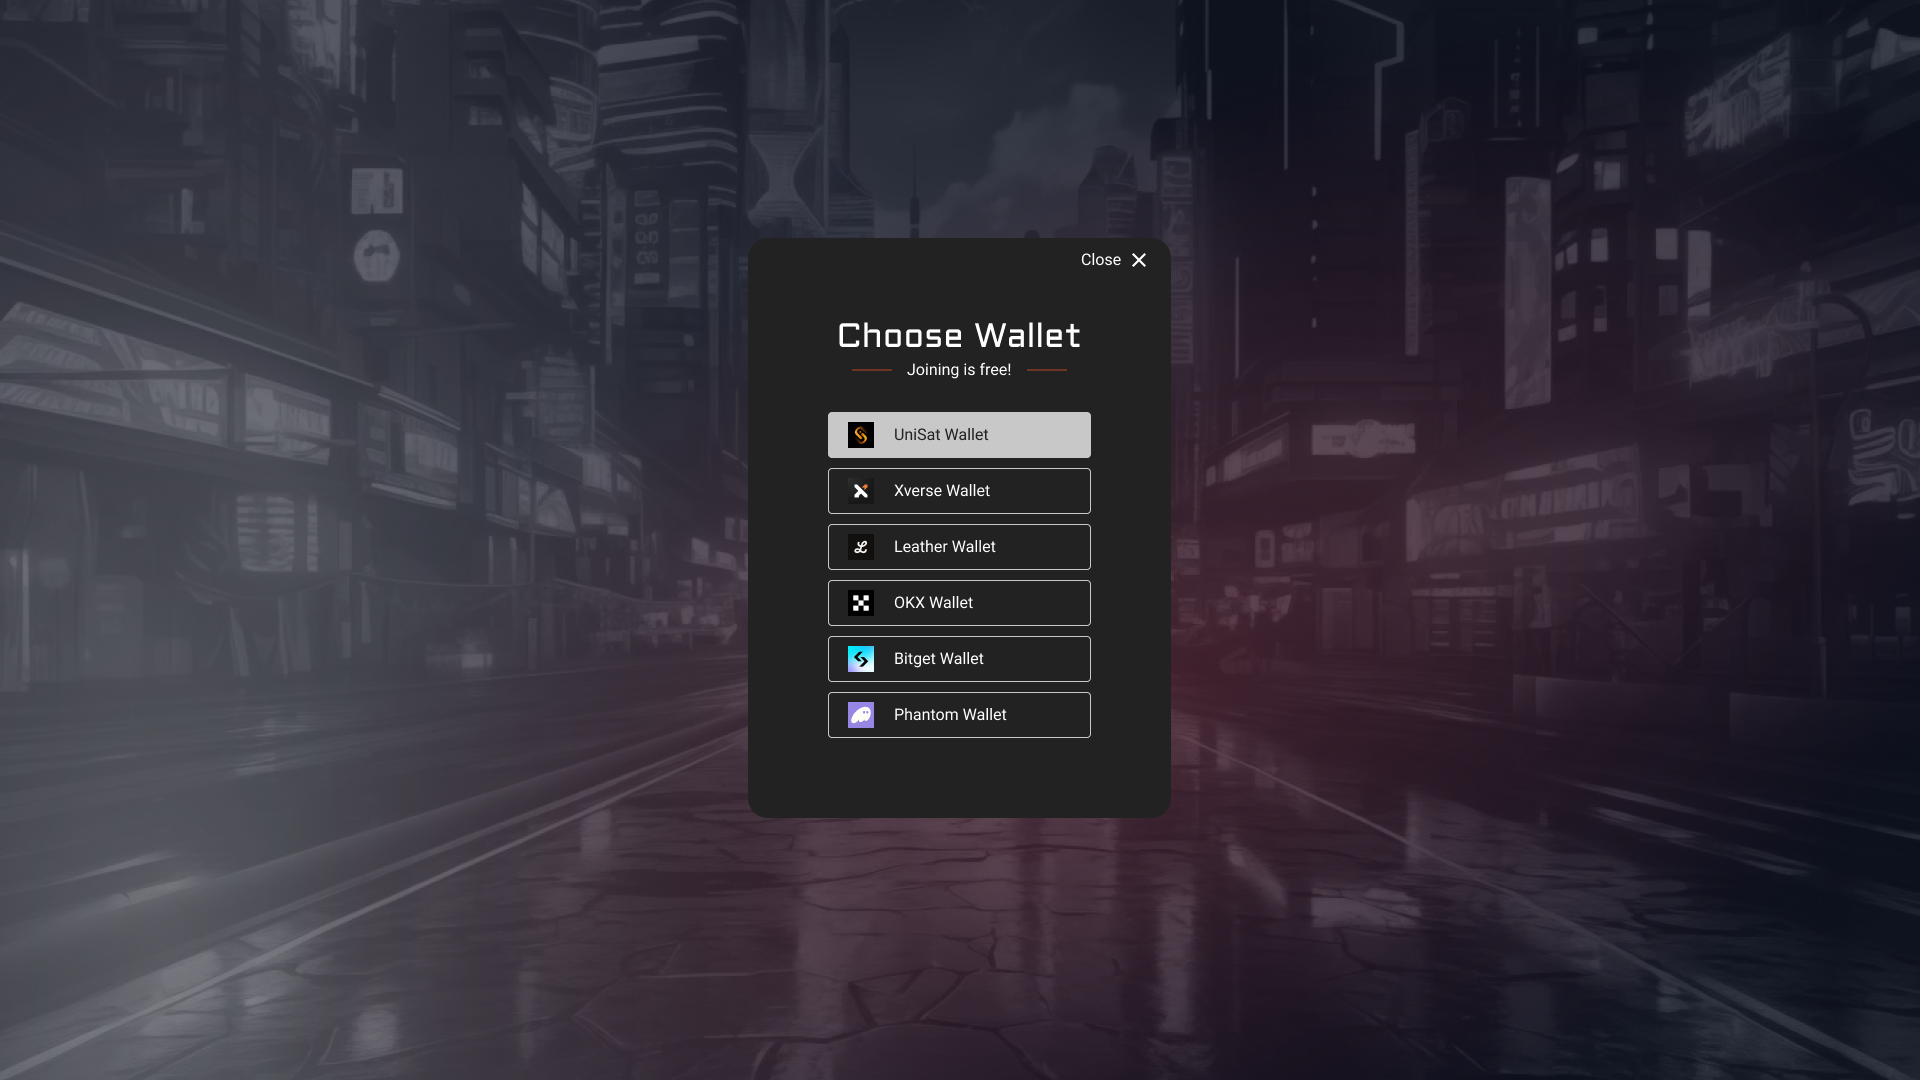 Close
Choose Wallet
Joining is free!
UniSat Wallet
Xverse Wallet
Leather Wallet
OKX Wallet
Bitget Wallet
Phantom Wallet